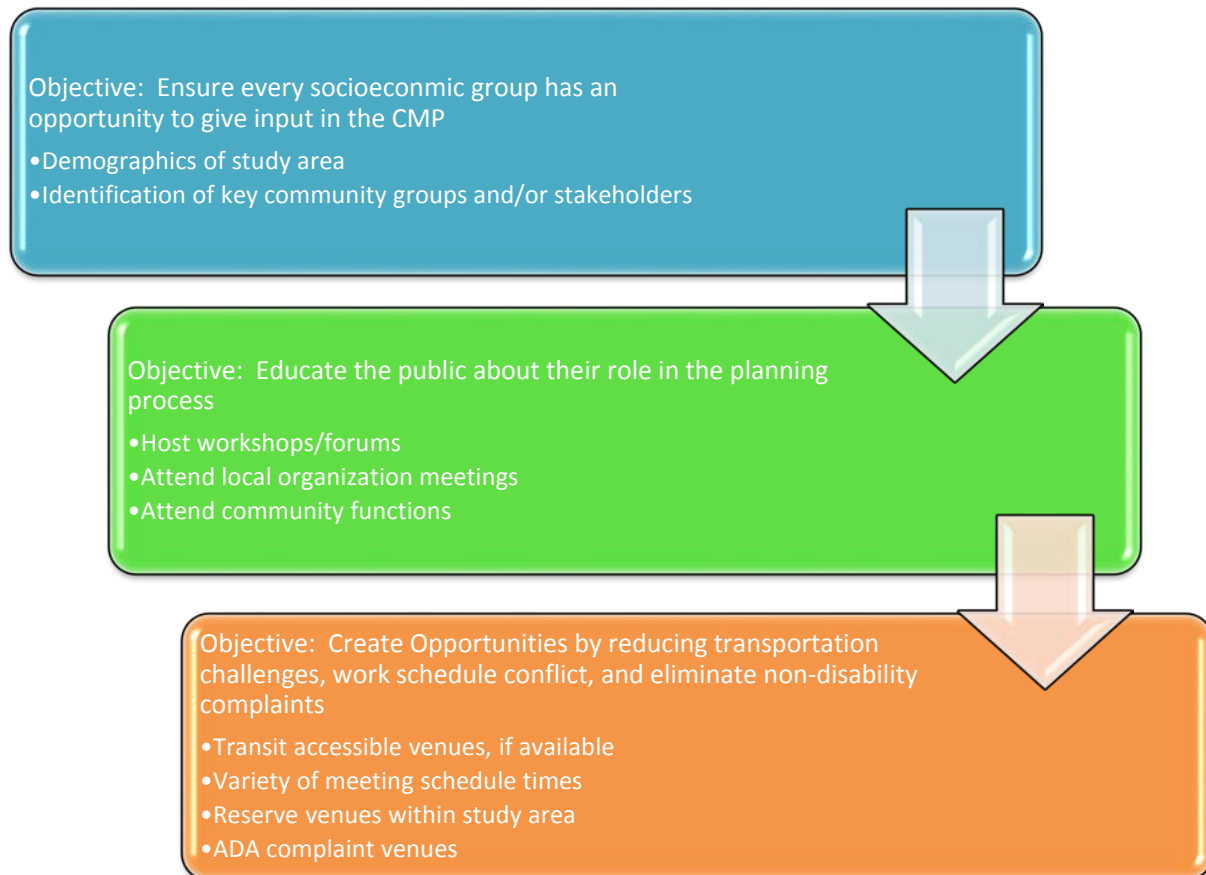 Objective:  Ensure every socioeconmic group has an
opportunity to give input in the CMP
•Demographics of study area
•Identification of key community groups and/or stakeholders
Objective:  Educate the public about their role in the planning
process
•Host workshops/forums
•Attend local organization meetings
•Attend community functions
Objective:  Create Opportunities by reducing transportation
challenges, work schedule conflict, and eliminate non-disability
complaints
•Transit accessible venues, if available
•Variety of meeting schedule times
•Reserve venues within study area
•ADA complaint venues